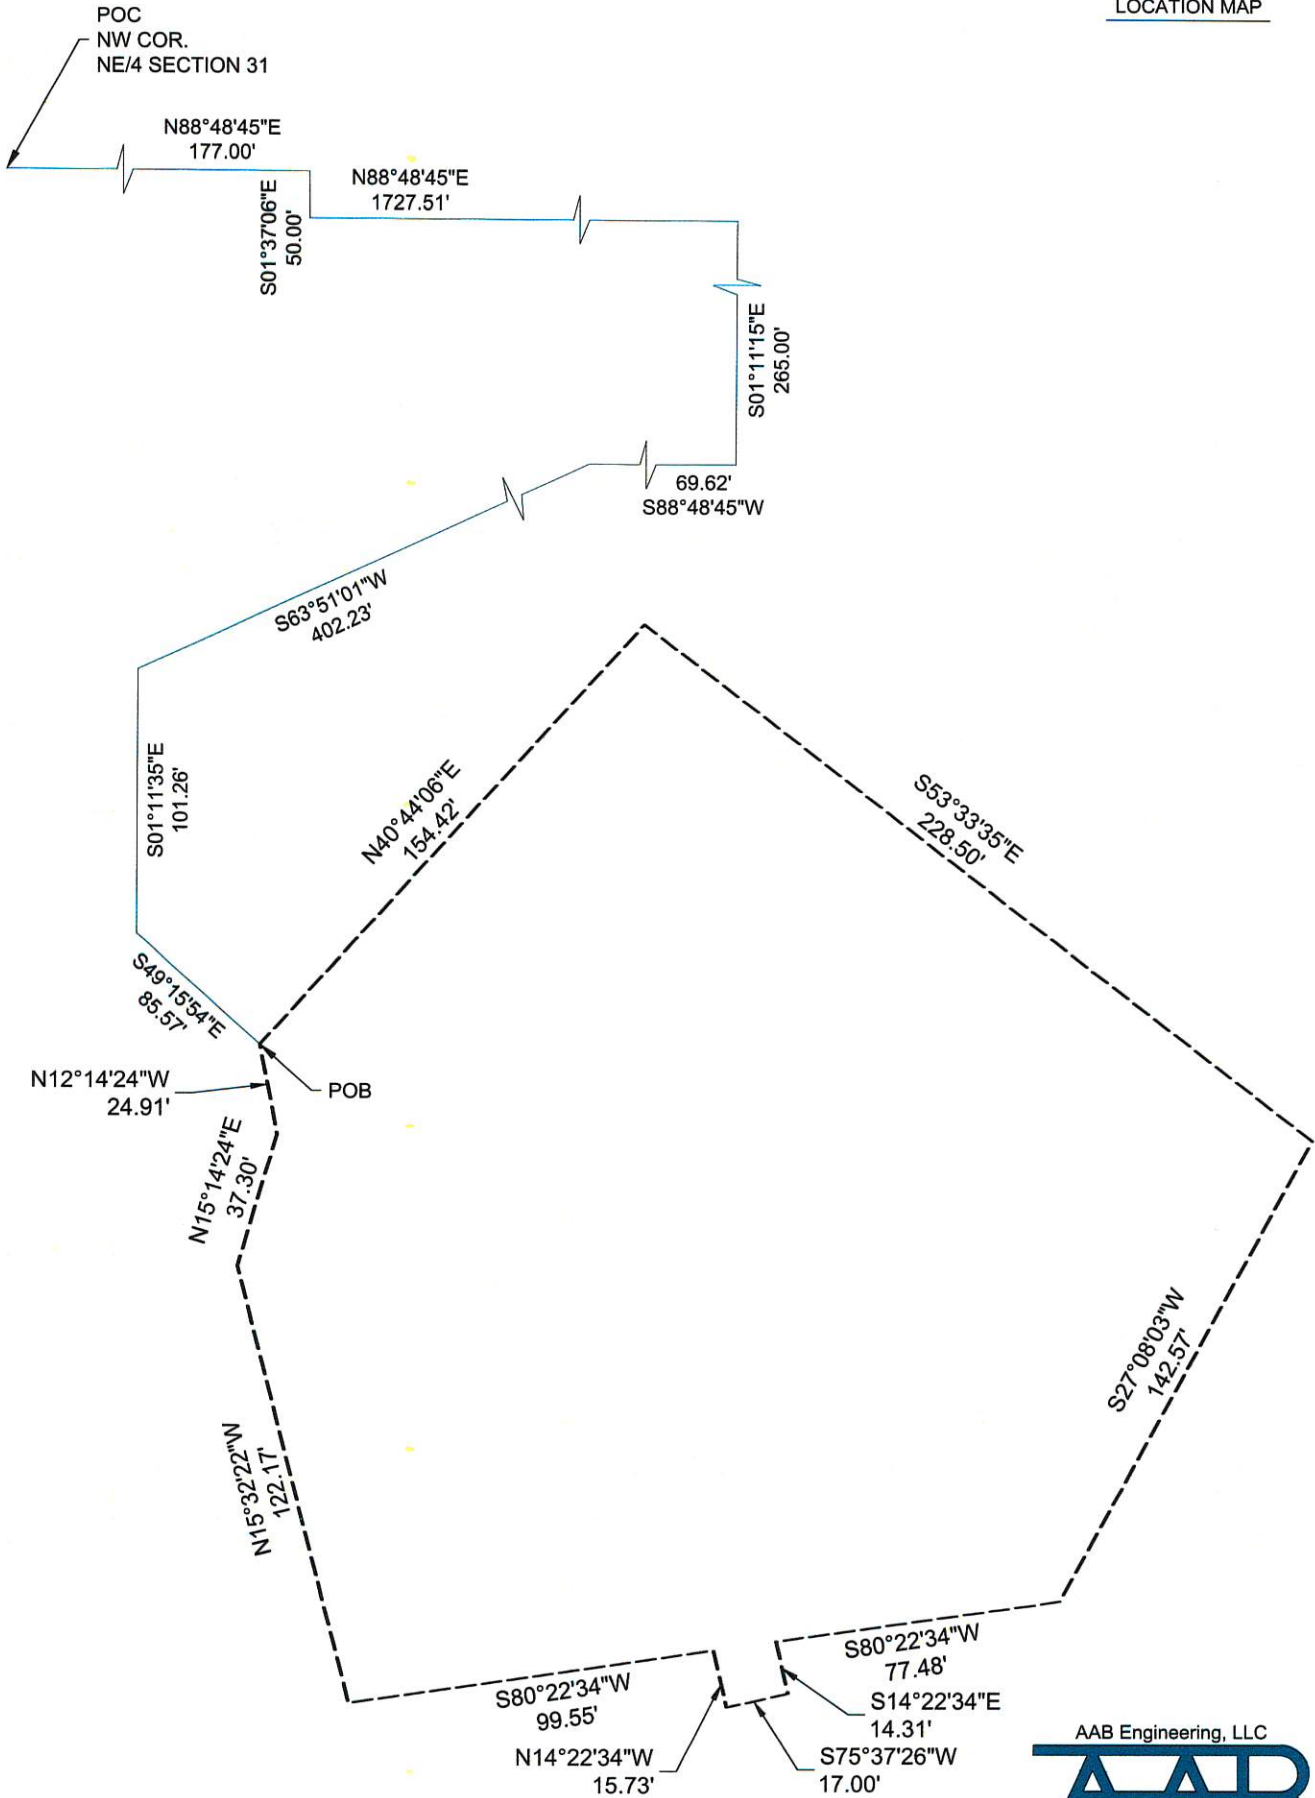 LOCATION MAP
POC
NW COR.
NE/4 SECTION 31
N88°48'45"E
177.00'
S01°37'06"E
50.00'
N88°48'45"E
1727.51'
S01°11'15"E
265.00'
69.62'
S88°48'45"W
S63°51'01"W
402.23'
S01°11'35"E
101.26'
S49°15'54"E
85.57'
N40°44'06"E
154.42'
S53°33'35"E
228.50'
POB
N12°14'24"W
24.91'
N15°14'24"E
37.30'
S27°08'03"W
142.57'
N15°32'22"W
122.17'
S80°22'34"W
77.48'
S80°22'34"W
99.55'
S14°22'34"E
14.31'
N14°22'34"W
15.73'
S75°37'26"W
17.00'
AAB Engineering, LLC
AAB